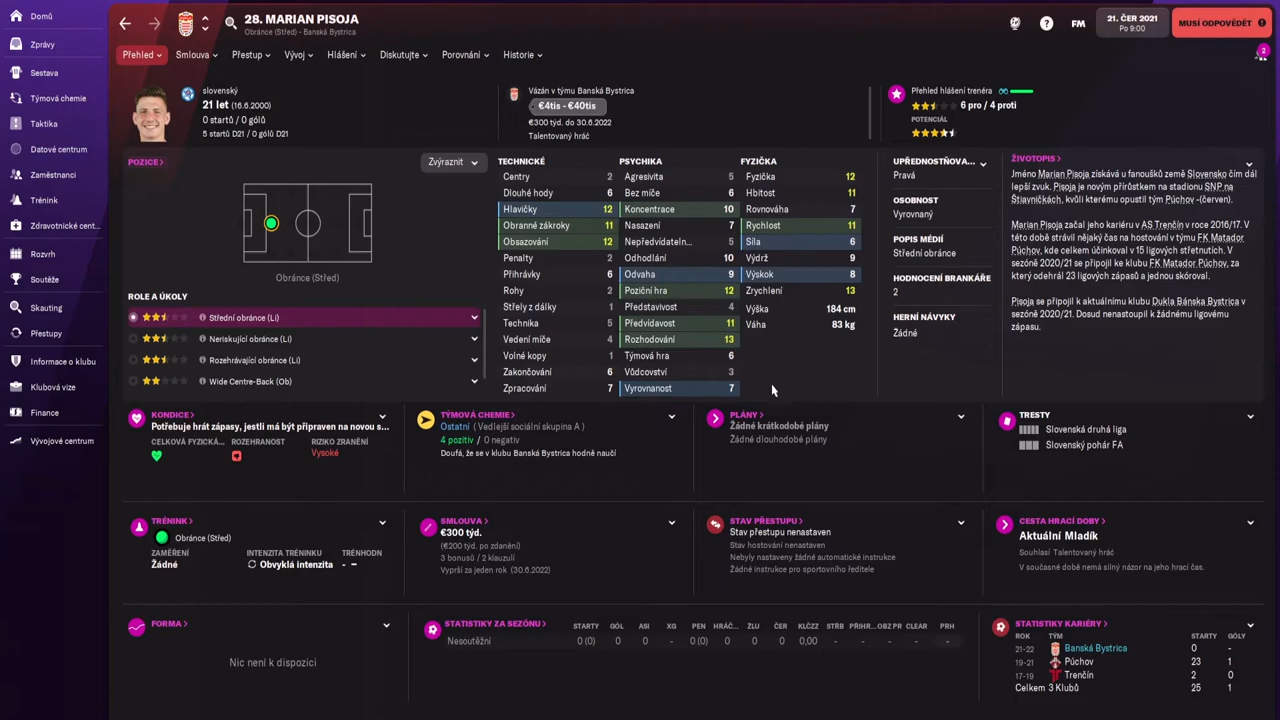 Domů
Zprávy
Sestava
Týmová chemie
Taktika
Datové centrum
Zaměstnanci
Trénink
Zdravotnické cent...
Rozvrh
Soutěže
Skauting
Přestupy
Informace o klubu
Klubová vize
Finance
Vývojové centrum
28. MARIAN PISOJA
Obránce (Střed) - Banská Bystrica
FM
21. ČER 2021
Po 9:00
MUSÍ ODPOVĚDĚT
2
Přehled
Smlouva
Přestup
Vývoj
Hlášení
Diskutujte
Porovnání
Historie
slovenský
21 let (16.6.2000)
0 startů / 0 gólů
5 startů D21 / 0 gólů D21
Vázán v týmu Banská Bystrica
€4tis - €40tis
€300 týd. do 30.6.2022
Talentovaný hráč
Přehled hlášení trenéra
6 pro / 4 proti
POTENCIÁL
POZICE
Zvýraznit
Obránce (Střed)
ROLE A ÚKOLY
Střední obránce (Li)
Neriskující obránce (Li)
Rozehrávající obránce (Li)
Wide Centre-Back (Ob)
TECHNICKÉ
Centry 2
Dlouhé hody 6
Hlavičky 12
Obranné zákroky 11
Obsazování 12
Penalty 2
Přihrávky 6
Rohy 2
Střely z dálky 1
Technika 5
Vedení míče 4
Volné kopy 1
Zakončování 6
Zpracování 7
PSYCHIKA
Agresivita 5
Bez míče 6
Koncentrace 10
Nasazení 7
Nepředvídateln... 5
Odhodlání 10
Odvaha 9
Poziční hra 12
Představivost 4
Předvídavost 11
Rozhodování 13
Týmová hra 6
Vůdcovství 3
Vyrovnanost 7
FYZIČKA
Fyzička 12
Hbitost 11
Rovnováha 7
Rychlost 11
Síla 6
Výdrž 9
Výskok 8
Zrychlení 13
Výška 184 cm
Váha 83 kg
UPŘEDNOSTŇOVA...
Pravá
OSOBNOST
Vyrovnaný
POPIS MÉDIÍ
Střední obránce
HODNOCENÍ BRANKÁŘE
2
HERNÍ NÁVYKY
Žádné
ŽIVOTOPIS
Jméno Marian Pisoja získává u fanoušků země Slovensko čím dál
lepší zvuk. Pisoja je novým přírůstkem na stadionu SNP na
Štiavničkách, kvůli kterému opustil jeho tým Púchov -(červen).
Marian Pisoja začal jeho kariéru v AS Trenčín v roce 2016/17. V
této době strávil nějaký čas na hostování v týmu FK Matador
Púchov, kde celkem účinkoval v 15 ligových střetnutích. V
sezóně 2020/21 se připojil ke klubu FK Matador Púchov, za
který odehrál 23 ligových zápasů a jednou skóroval.
Pisoja se připojil k aktuálnímu klubu Dukla Bánska Bystrica v
sezóně 2020/21. Dosud nenastoupil k žádnému ligovému
zápasu.
KONDICE
Potřebuje hrát zápasy, jestli má být připraven na novou s...
CELKOVÁ FYZICKÁ...
ROZEHRANOST
RIZIKO ZRANĚNÍ
Vysoké
TÝMOVÁ CHEMIE
Ostatní ( Vedlejší sociální skupina A )
4 pozitiv / 0 negativ
Doufá, že se v klubu Banská Bystrica hodně naučí
PLÁNY
Žádné krátkodobé plány
Žádné dlouhodobé plány
TRESTY
Slovenská druhá liga
Slovenský pohár FA
TRÉNINK
Obránce (Střed)
ZAMĚŘENÍ
Žádné
INTENZITA TRÉNINKU
Obvyklá intenzita
TRÉNHODN
- -
SMLOUVA
€300 týd.
(€200 týd. po zdanění)
3 bonusů / 2 klauzulí
Vyprší za jeden rok (30.6.2022)
STAV PŘESTUPU
Stav přestupu nenastaven
Stav hostování nenastaven
Nebyly nastaveny žádné automatické instrukce
Žádné instrukce pro sportovního ředitele
CESTA HRACÍ DOBY
Aktuální Mladík
Souhlasí Talentovaný hráč
V současné době nemá silný názor na jeho hrací čas.
FORMA
Nic není k dispozici
STATISTIKY ZA SEZÓNU
STARTY GÓL ASI XG PEN HRÁČ... ŽLU ČER KLČZZ STŘB PŘIHR... OBZ PR CLEAR PRH
Nesoutěžní 0 (0) 0 0 - 0 (0) 0 0 0 0,00 - - - - -
STATISTIKY KARIÉRY
ROK TÝM STARTY GÓLY
21-22 Banská Bystrica 0 -
19-21 Púchov 23 1
17-19 Trenčín 2 0
Celkem 3 Klubů 25 1